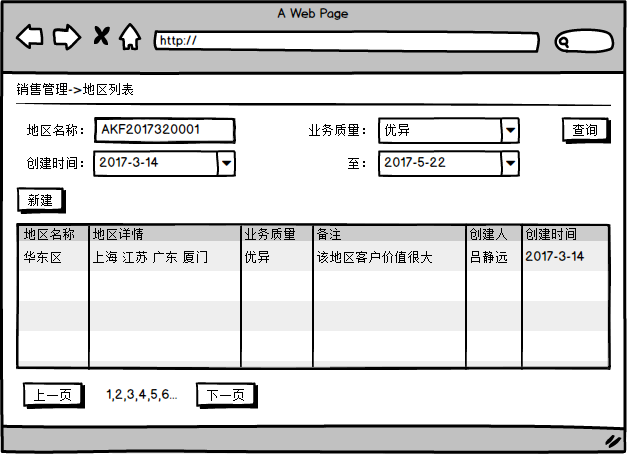 A Web Page
http://
销售管理->地区列表
地区名称： AKF2017320001 业务质量： 优异 查询
创建时间： 2017-3-14 至： 2017-5-22
新建
地区名称 地区详情 业务质量 备注 创建人 创建时间
华东区 上海 江苏 广东 厦门 优异 该地区客户价值很大 吕静远 2017-3-14
上一页 1,2,3,4,5,6... 下一页